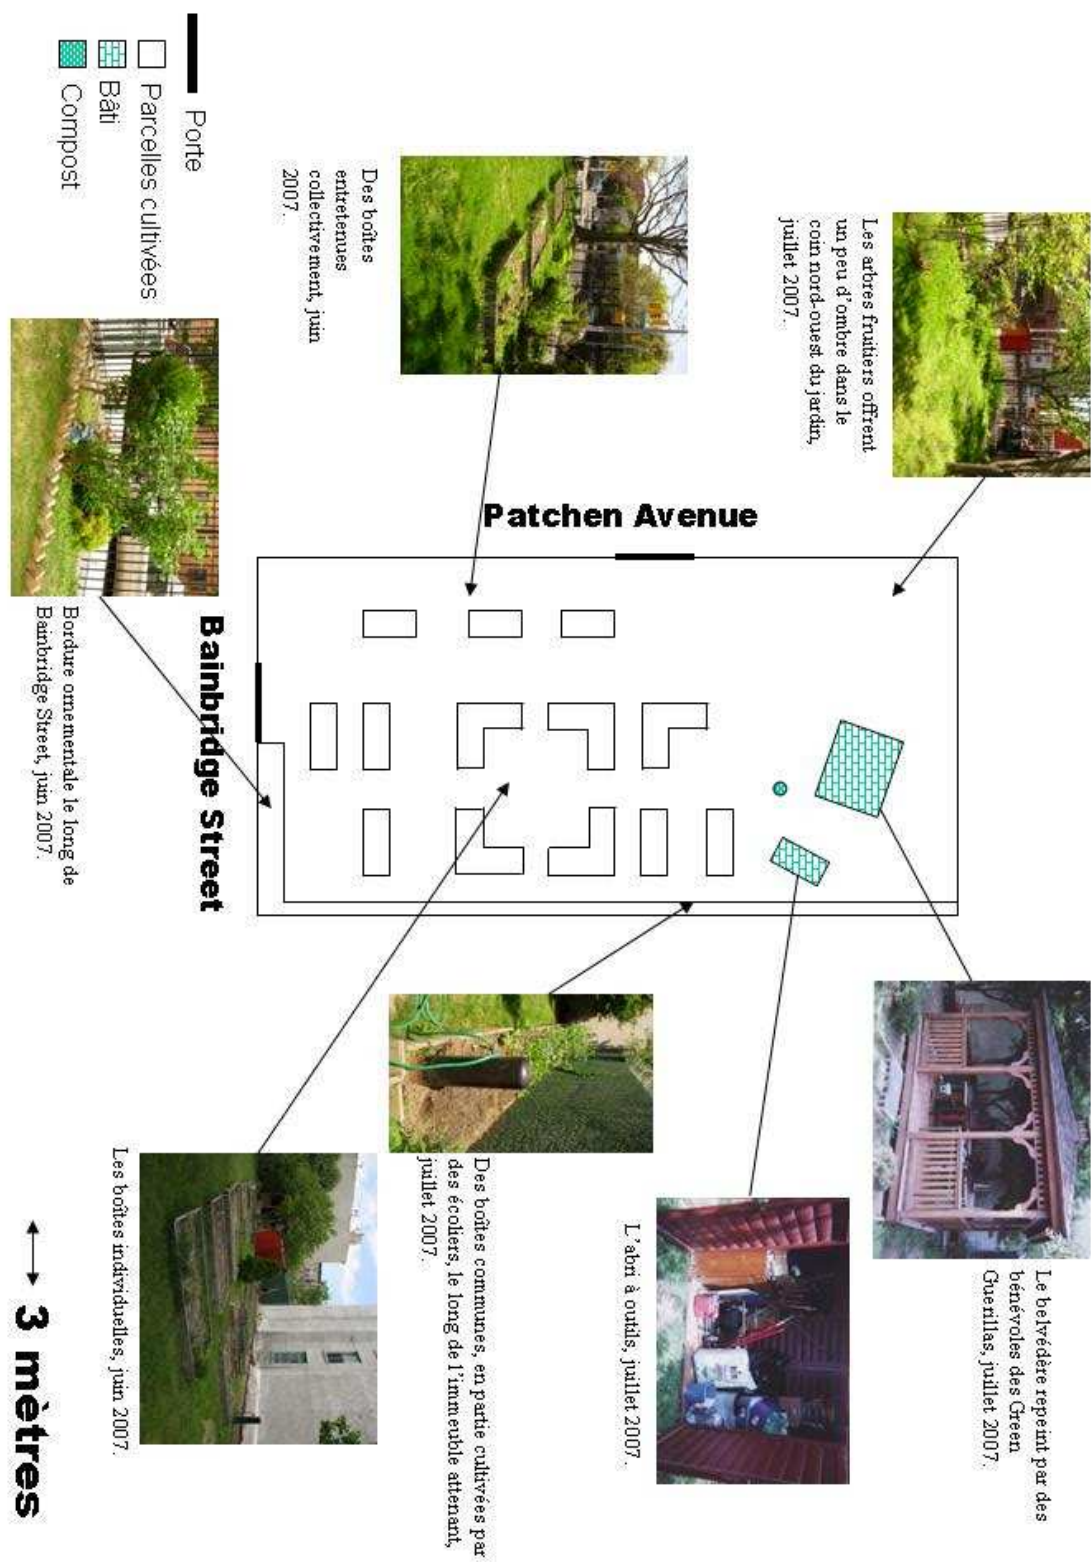 Porte
Parcelles cultivées
Bâti
Compost
Des boîtes
entretenues
collectivement, juin
2007.
Les arbres fruitiers offrent
un peu d'ombre dans le
coin nord-ouest du jardin,
juillet 2007.
Patchen Avenue
Bainbridge Street
Bordure ornementale le long de
Bainbridge Street, juin 2007.
Le belvédère repeint par des
bénévoles des Green
Guerillas, juillet 2007.
L'abri à outils, juillet 2007.
Des boîtes communes, en partie cultivées par
des écoliers, le long de l'immeuble attenant,
juillet 2007.
Les boîtes individuelles, juin 2007.
3 mètres